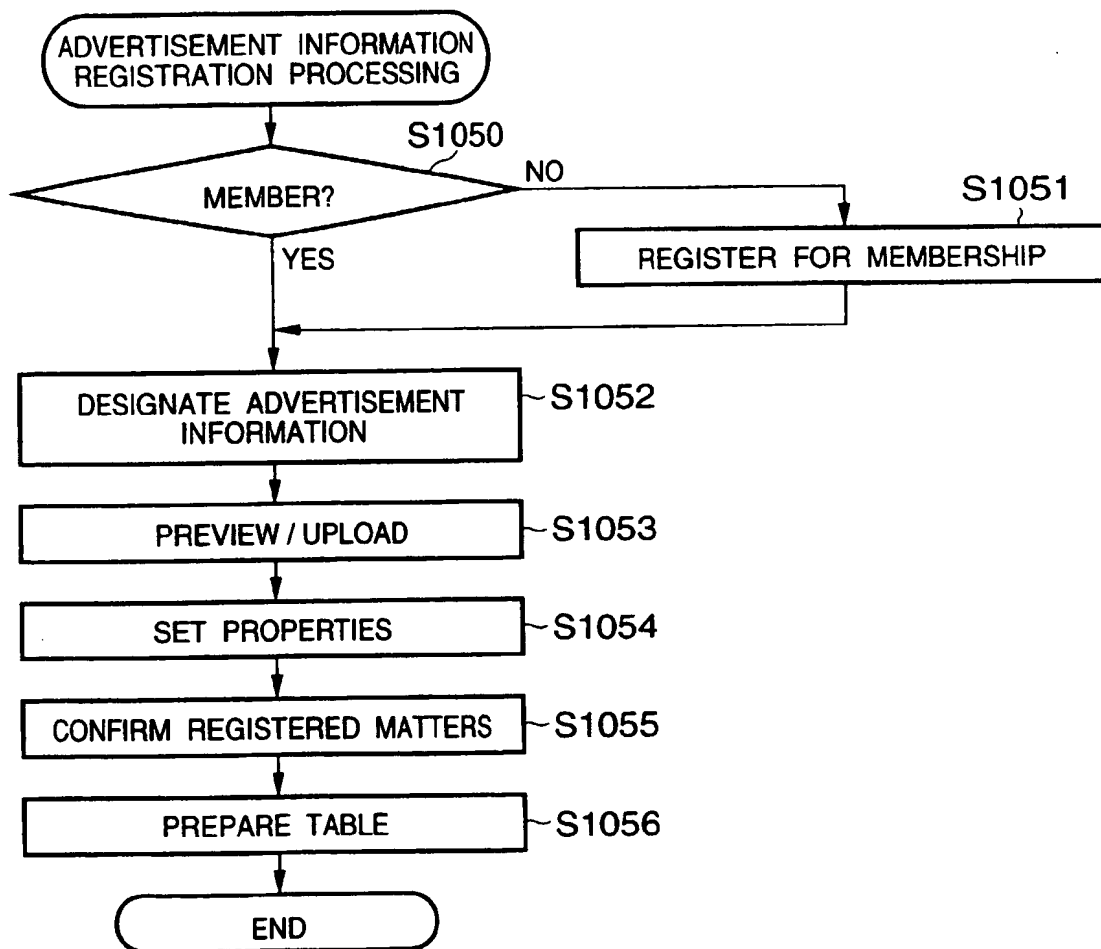 ADVERTISEMENT INFORMATION
REGISTRATION PROCESSING
S1050
MEMBER?
NO
S1051
YES
REGISTER FOR MEMBERSHIP
DESIGNATE ADVERTISEMENT
INFORMATION
S1052
PREVIEW / UPLOAD
S1053
SET PROPERTIES
S1054
CONFIRM REGISTERED MATTERS
S1055
PREPARE TABLE
S1056
END